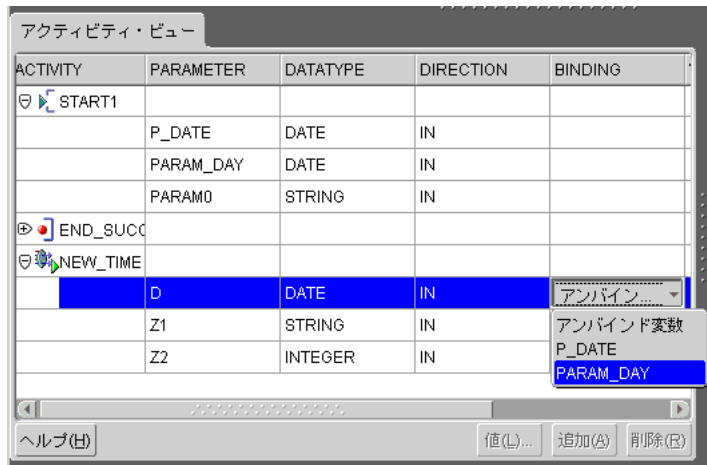 アクティビティ・ビュー
ACTIVITY PARAMETER DATATYPE DIRECTION BINDING
START1
P_DATE DATE IN
PARAM_DAY DATE IN
PARAM0 STRING IN
END_SUCC
NEW_TIME
D DATE IN アンバイン...
Z1 STRING IN アンバインド変数
P_DATE
Z2 INTEGER IN
PARAM_DAY
ヘルプ(H) 値(L)... 追加(A) 削除(R)